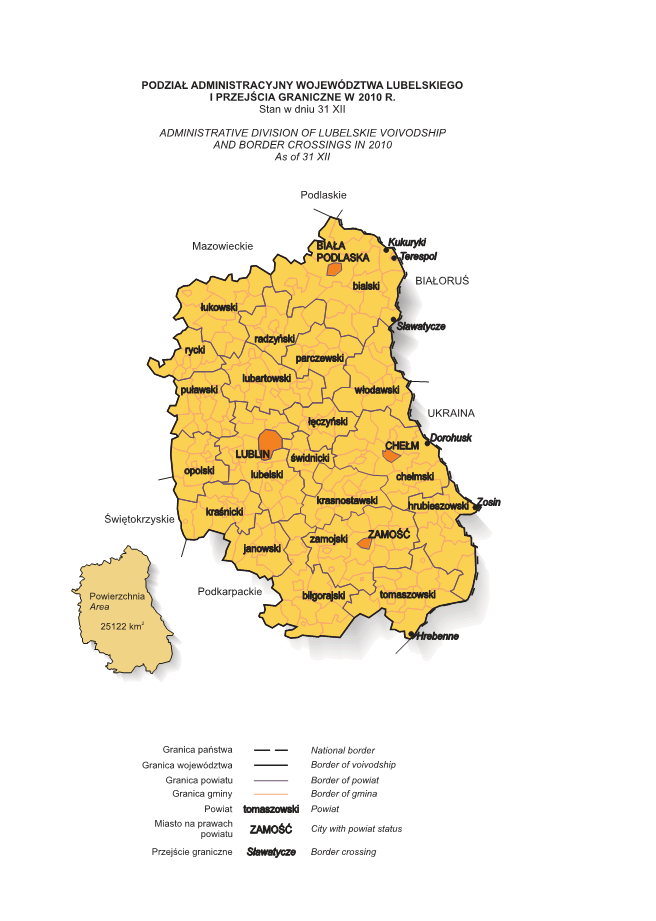 PODZIAŁ ADMINISTRACYJNY WOJEWÓDZTWA LUBELSKIEGO
I PRZEJŚCIA GRANICZNE W 2010 R.
Stan w dniu 31 XII
ADMINISTRATIVE DIVISION OF LUBELSKIE VOIVODSHIP
AND BORDER CROSSINGS IN 2010
As of 31 XII
Podlaskie
Mazowieckie
BIAŁA
PODLASKA
Kukuryki
Terespol
bialski
BIAŁORUŚ
łukowski
Sławatycze
radzyński
rycki
parczewski
lubartowski
puławski
włodawski
UKRAINA
łęczyński
Dorohusk
CHEŁM
LUBLIN
świdnicki
opolski
lubelski
chełmski
krasnostawski
hrubieszowski
Zosin
kraśnicki
Świętokrzyskie
zamojski
ZAMOŚĆ
janowski
Podkarpackie
biłgorajski
tomaszowski
Hrebenne
Powierzchnia
Area
25122 km²
Granica państwa National border
Granica województwa Border of voivodship
Granica powiatu Border of powiat
Granica gminy Border of gmina
Powiat tomaszowski Powiat
Miasto na prawach
powiatu ZAMOŚĆ City with powiat status
Przejście graniczne Sławatycze Border crossing